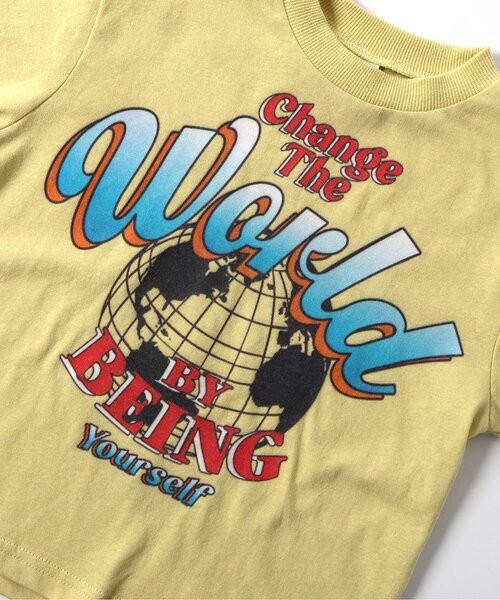 Change
The
World
BY
BEING
Yourself